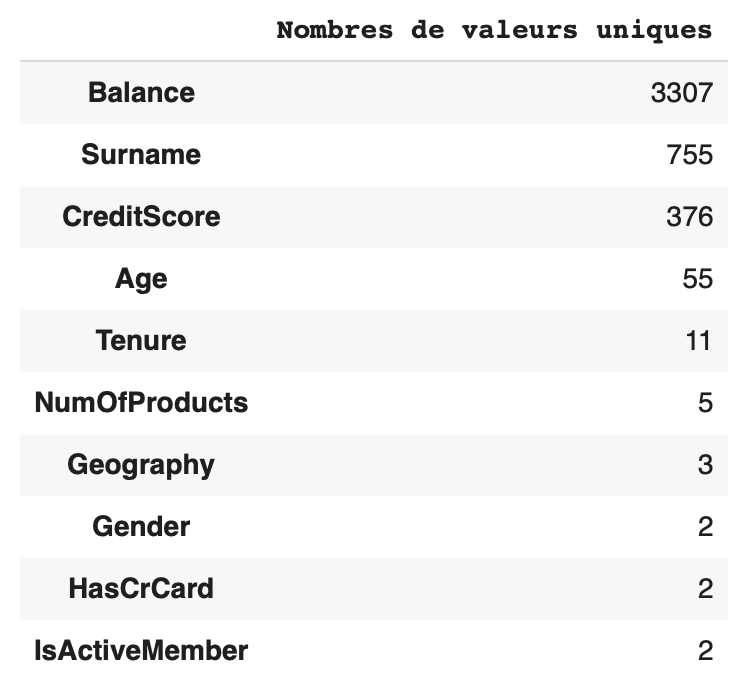 Nombres de valeurs uniques
Balance 3307
Surname 755
CreditScore 376
Age 55
Tenure 11
NumOfProducts 5
Geography 3
Gender 2
HasCrCard 2
IsActiveMember 2